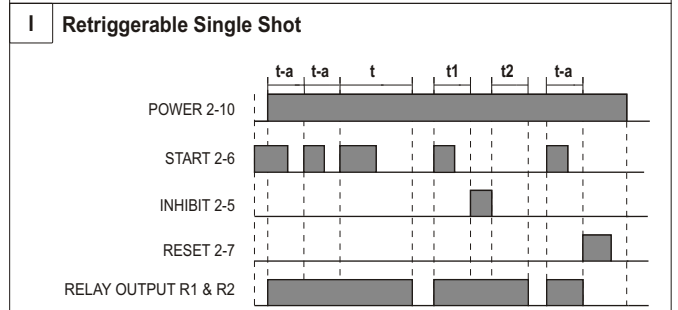 I Retriggerable Single Shot
t-a t-a t t1 t2 t-a
POWER 2-10
START 2-6
INHIBIT 2-5
RESET 2-7
RELAY OUTPUT R1 & R2